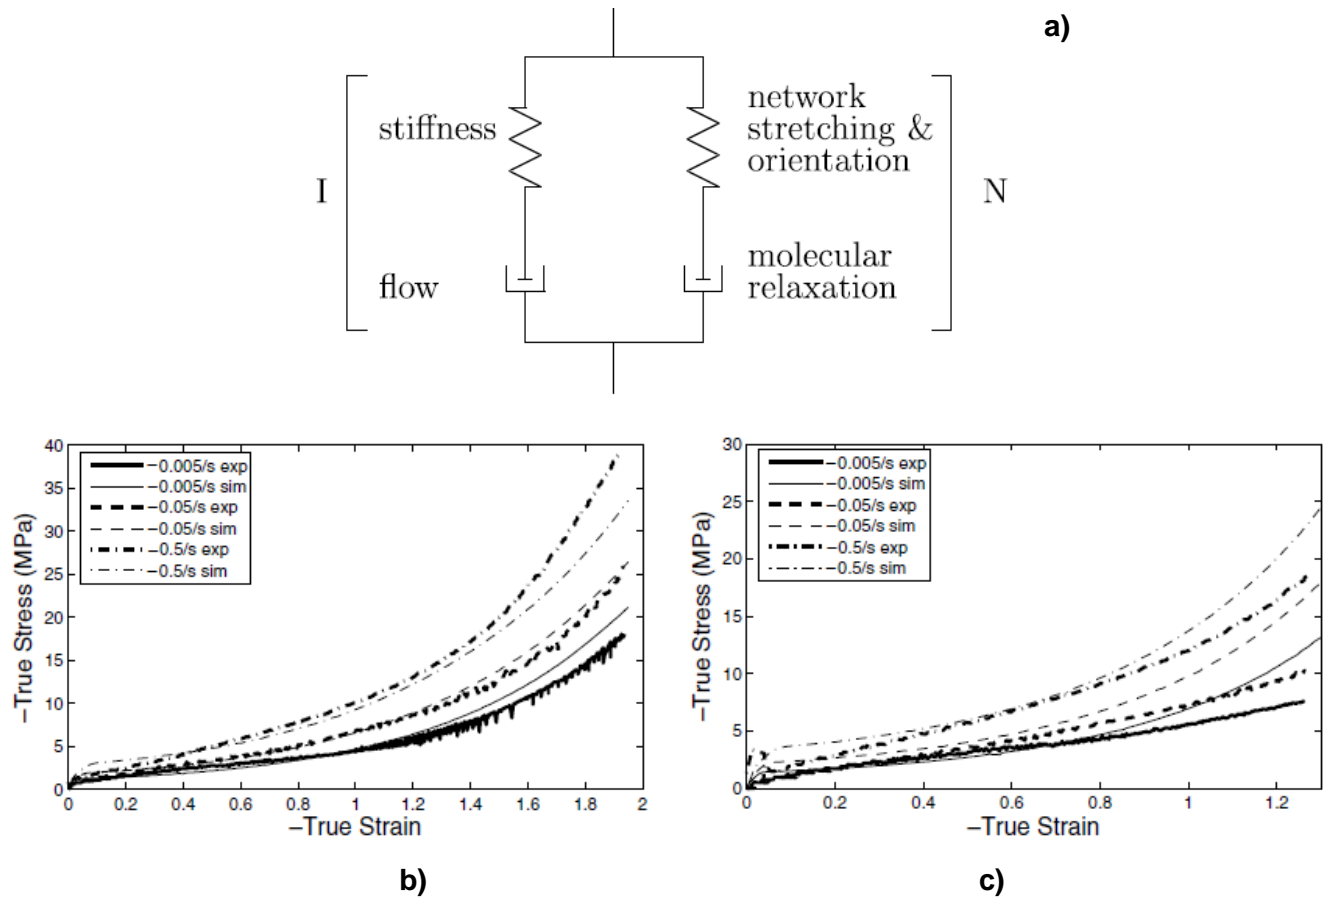 a)
network
stiffness
stretching &
orientation
I
N
molecular
flow
relaxation
40
35
30
25
20
15
10
5
0
−True Stress (MPa)
−0.005/s exp
−0.005/s sim
−0.05/s exp
−0.05/s sim
−0.5/s exp
−0.5/s sim
0
0.2
0.4
0.6
0.8
1
1.2
1.4
1.6
1.8
2
−True Strain
b)
30
25
20
15
10
5
0
−True Stress (MPa)
−0.005/s exp
−0.005/s sim
−0.05/s exp
−0.05/s sim
−0.5/s exp
−0.5/s sim
0
0.2
0.4
0.6
0.8
1
1.2
−True Strain
c)